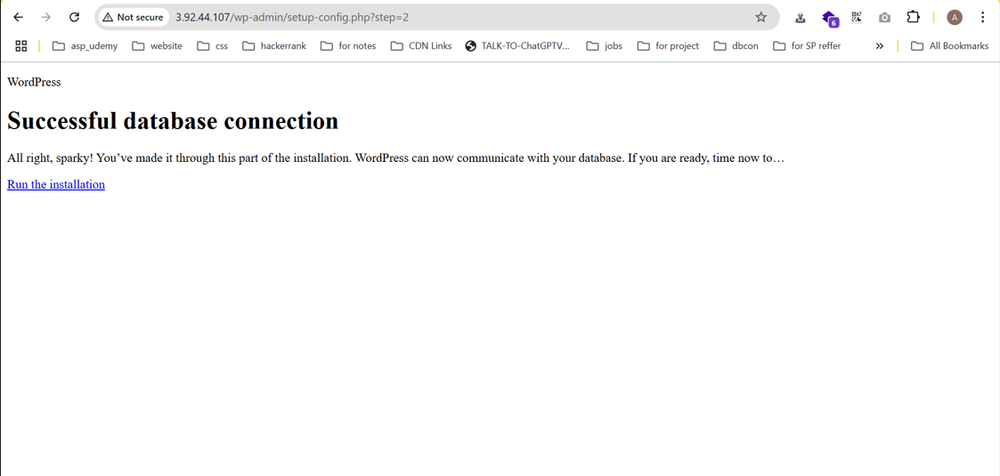 Not secure 3.92.44.107/wp-admin/setup-config.php?step=2 6 A
asp_udemy website css hackerrank for notes CDN Links TALK-TO-ChatGPTV... jobs for project dbcon for SP reffer » All Bookmarks
WordPress
Successful database connection
All right, sparky! You’ve made it through this part of the installation. WordPress can now communicate with your database. If you are ready, time now to…
Run the installation